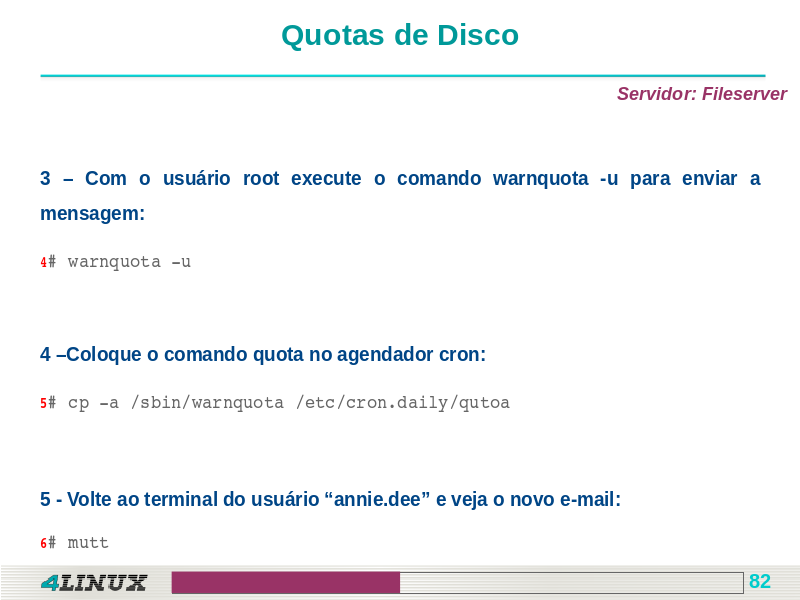 Quotas de Disco
Servidor: Fileserver
3 – Com o usuário root execute o comando warnquota -u para enviar a
mensagem:
4# warnquota -u
4 –Coloque o comando quota no agendador cron:
5# cp -a /sbin/warnquota /etc/cron.daily/qutoa
5 - Volte ao terminal do usuário “annie.dee” e veja o novo e-mail:
6# mutt
4LINUX
82